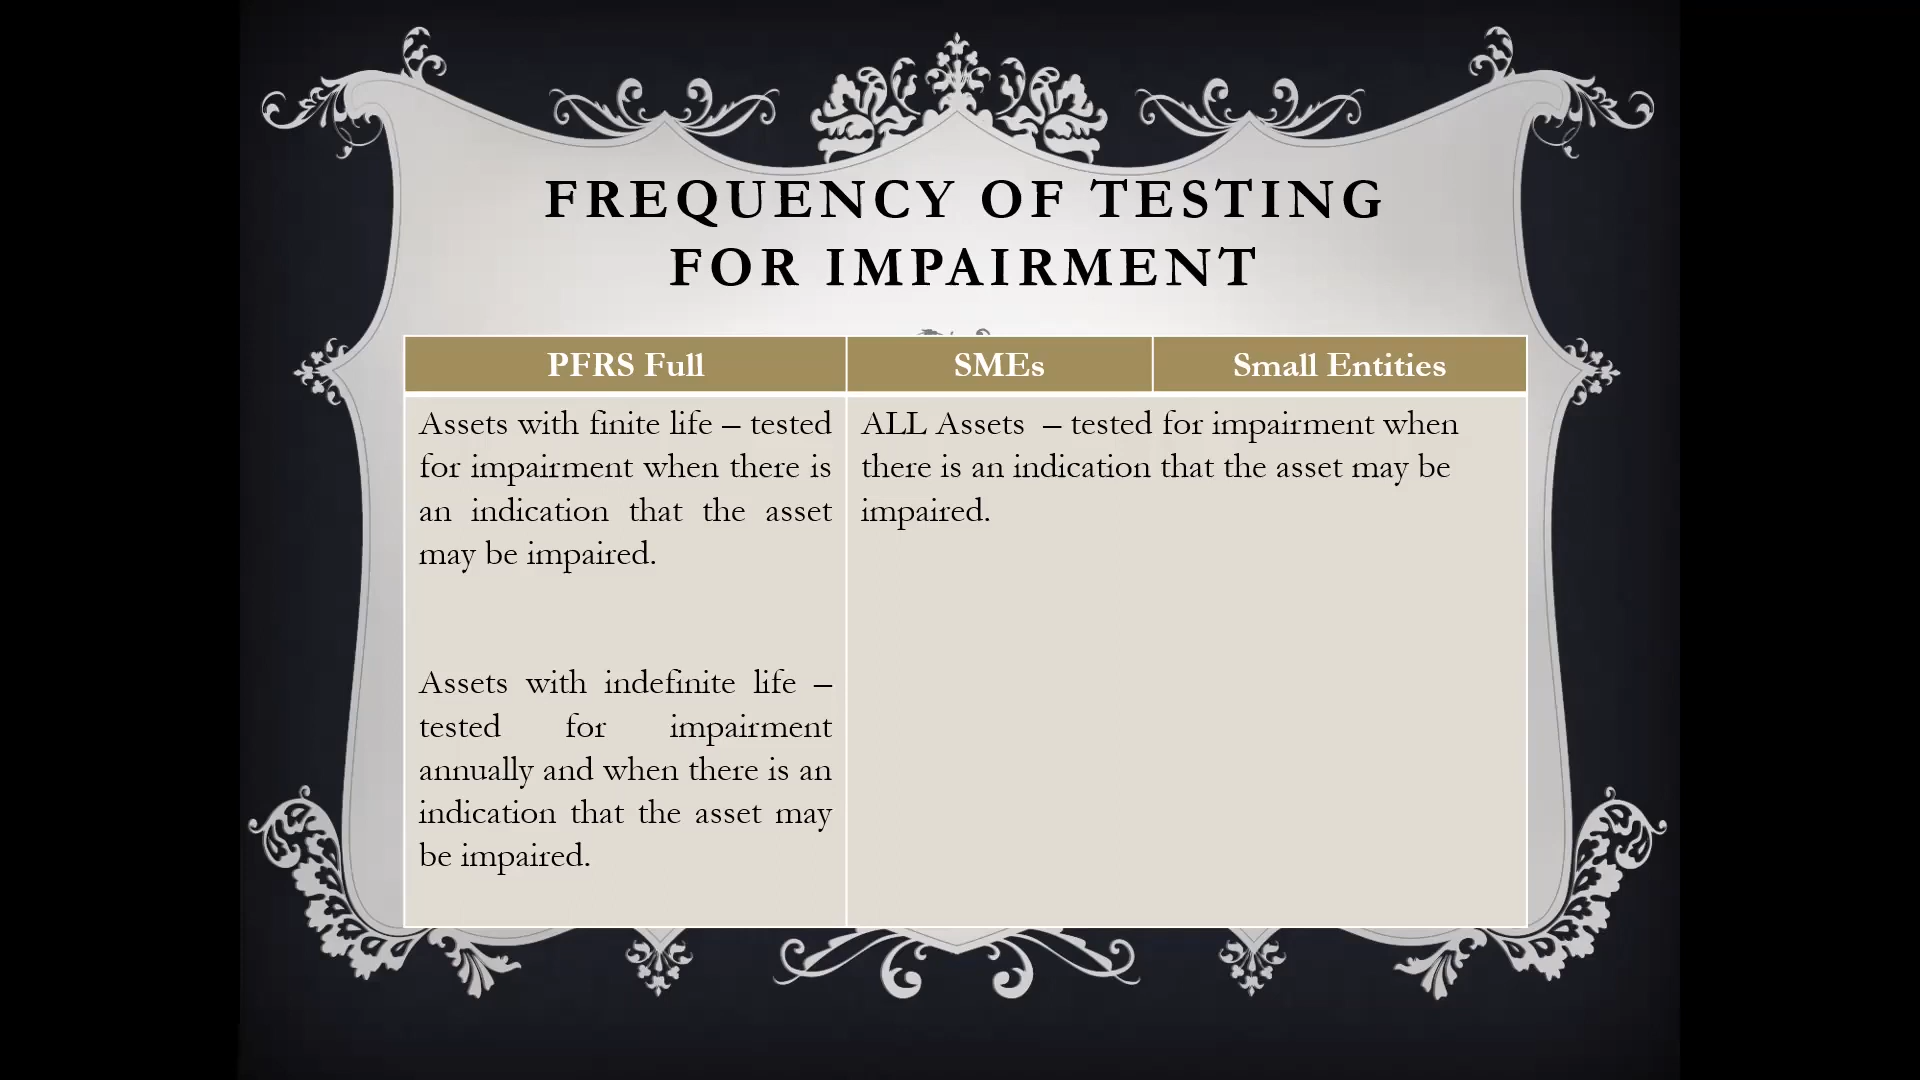 FREQUENCY OF TESTING
FOR IMPAIRMENT
PFRS Full
SMEs
Small Entities
Assets with finite life – tested
for impairment when there is
an indication that the asset
may be impaired.
Assets with indefinite life –
tested for impairment
annually and when there is an
indication that the asset may
be impaired.
ALL Assets – tested for impairment when
there is an indication that the asset may be
impaired.